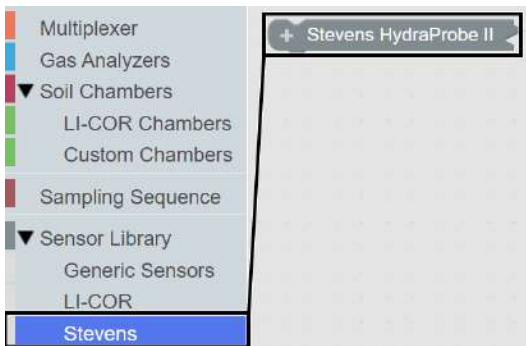 Multiplexer
Gas Analyzers
Soil Chambers
LI-COR Chambers
Custom Chambers
Sampling Sequence
Sensor Library
Generic Sensors
LI-COR
Stevens
+ Stevens HydraProbe II